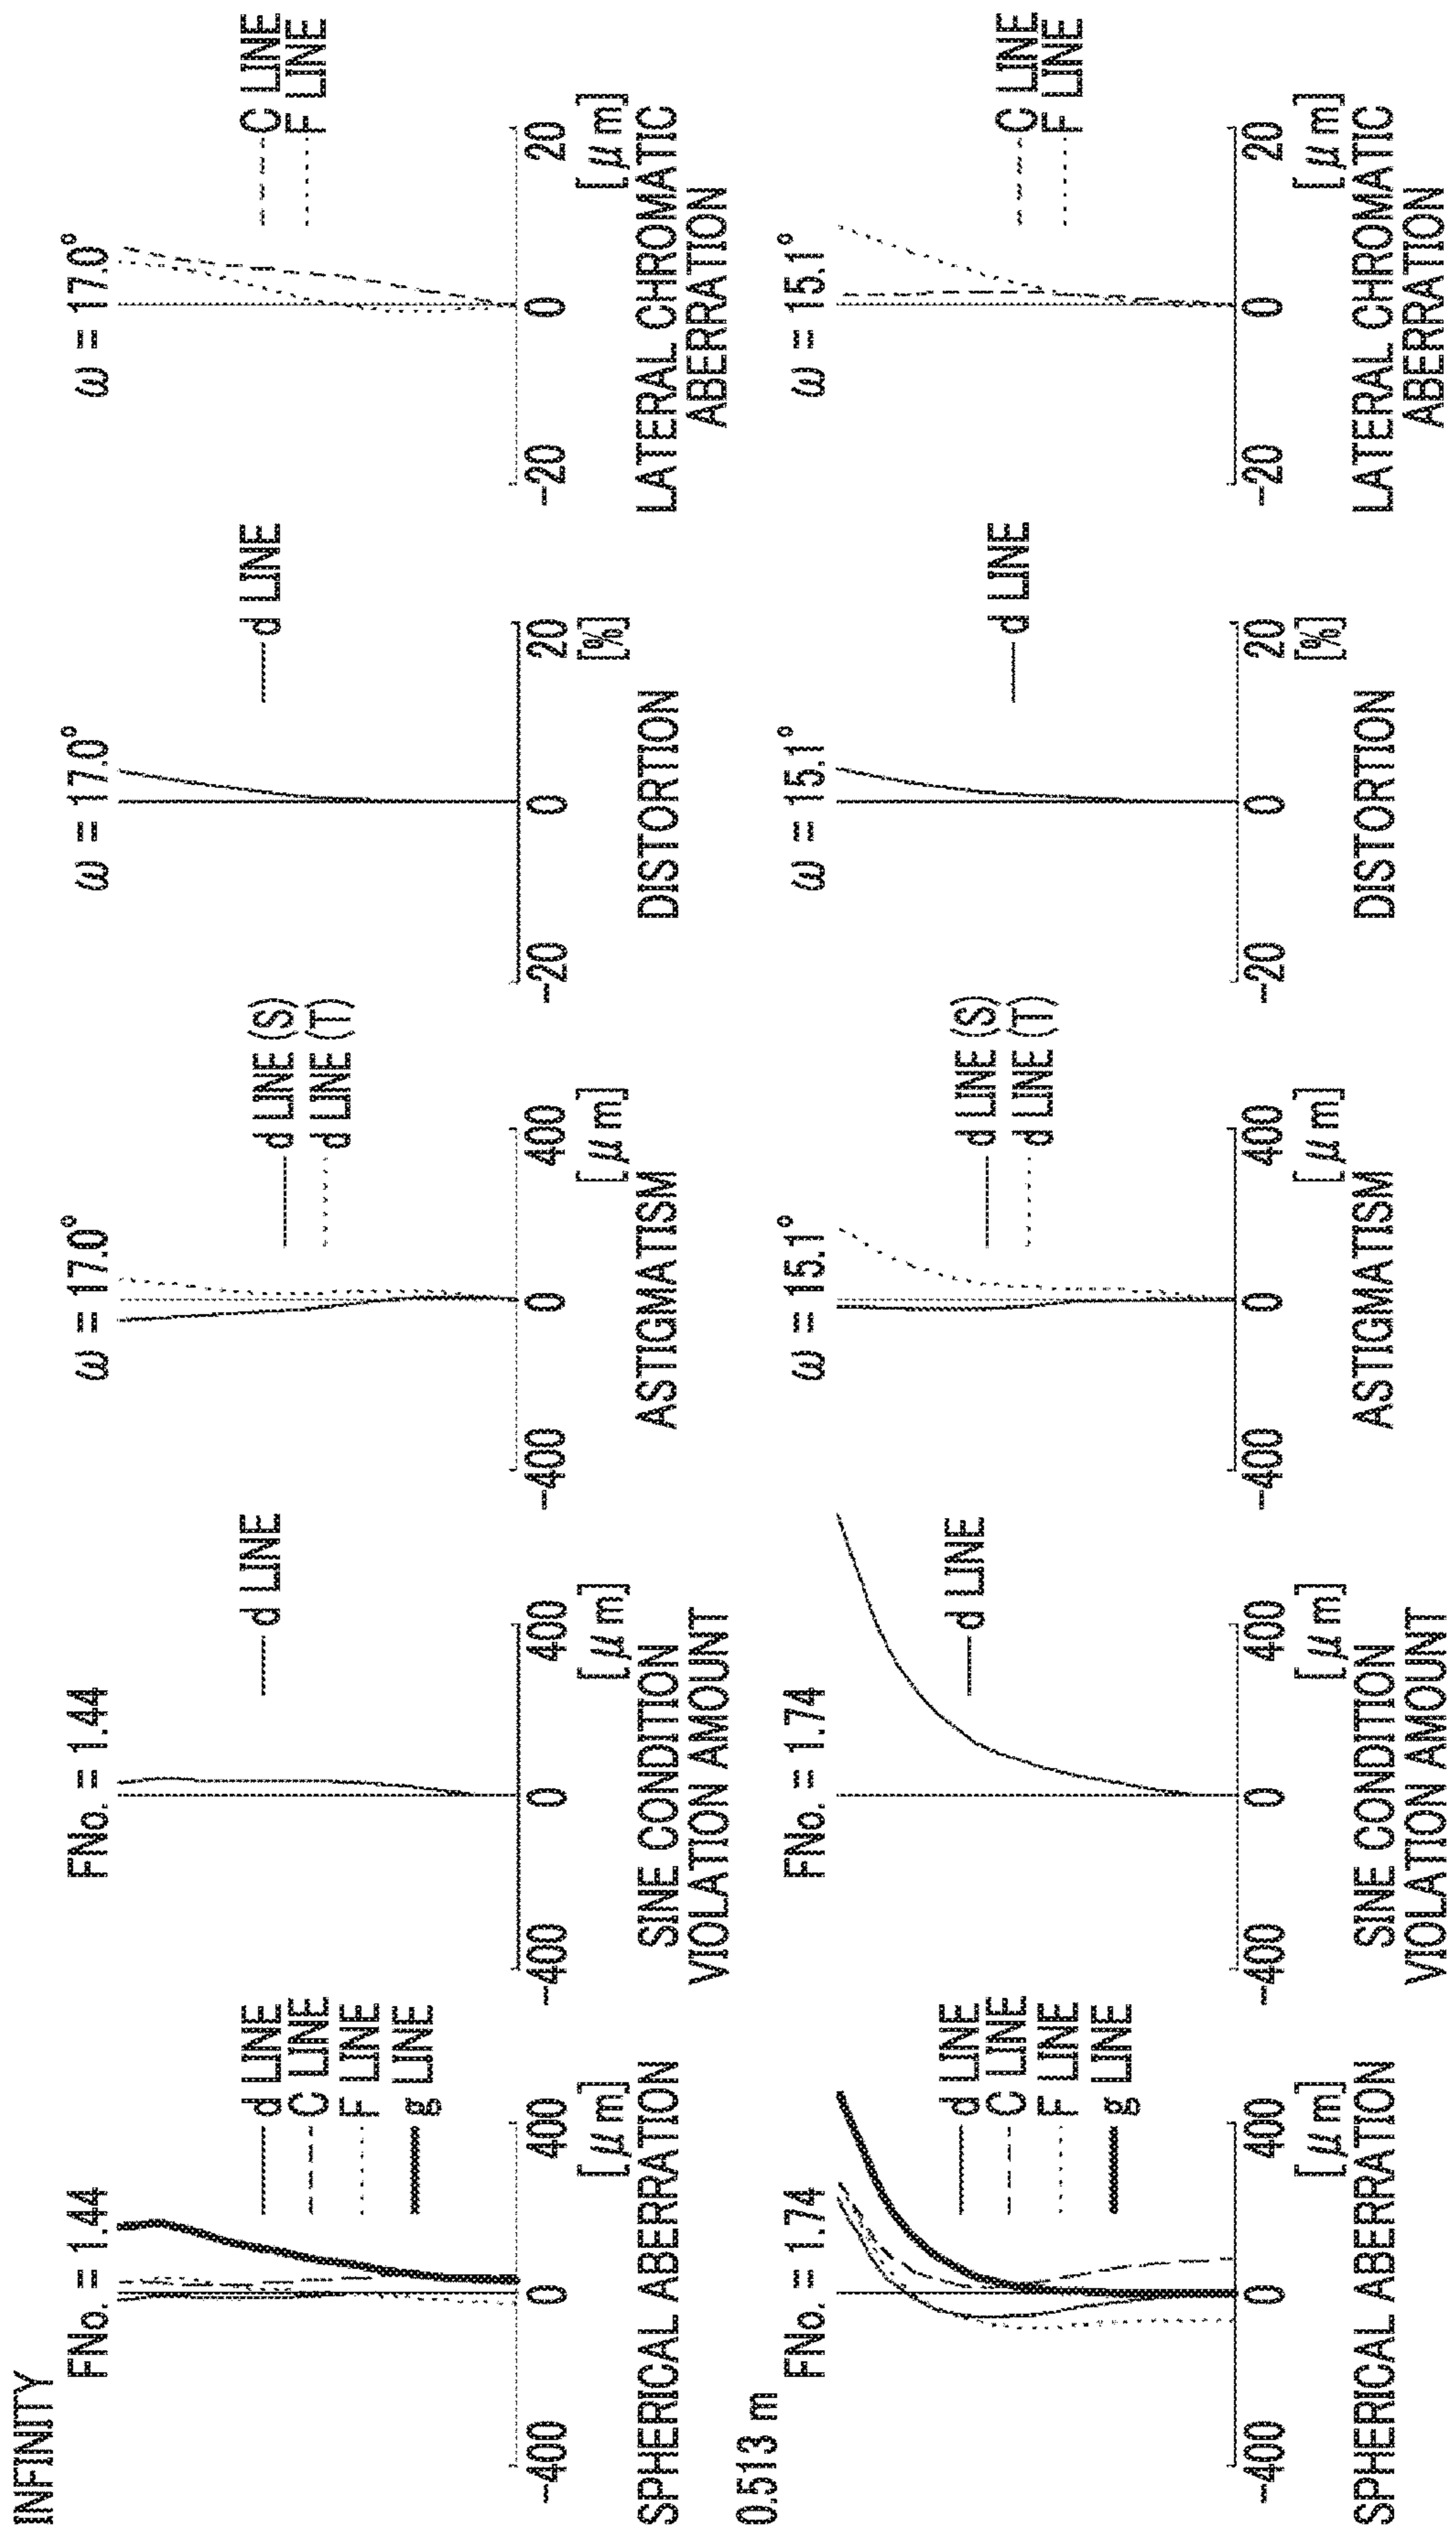 INFINITY
FNo. = 1.44
d LINE
C LINE
F LINE
g LINE
-400
0
400
[μm]
SPHERICAL ABERRATION
FNo. = 1.44
d LINE
-400
0
400
[μm]
SINE CONDITION
VIOLATION AMOUNT
ω = 17.0°
d LINE (S)
d LINE (T)
-400
0
400
[μm]
ASTIGMATISM
ω = 17.0°
d LINE
-20
0
20
[%]
DISTORTION
ω = 17.0°
C LINE
F LINE
-20
0
20
[μm]
LATERAL CHROMATIC
ABERRATION
0.513 m
FNo. = 1.74
d LINE
C LINE
F LINE
g LINE
-400
0
400
[μm]
SPHERICAL ABERRATION
FNo. = 1.74
d LINE
-400
0
400
[μm]
SINE CONDITION
VIOLATION AMOUNT
ω = 15.1°
d LINE (S)
d LINE (T)
-400
0
400
[μm]
ASTIGMATISM
ω = 15.1°
d LINE
-20
0
20
[%]
DISTORTION
ω = 15.1°
C LINE
F LINE
-20
0
20
[μm]
LATERAL CHROMATIC
ABERRATION